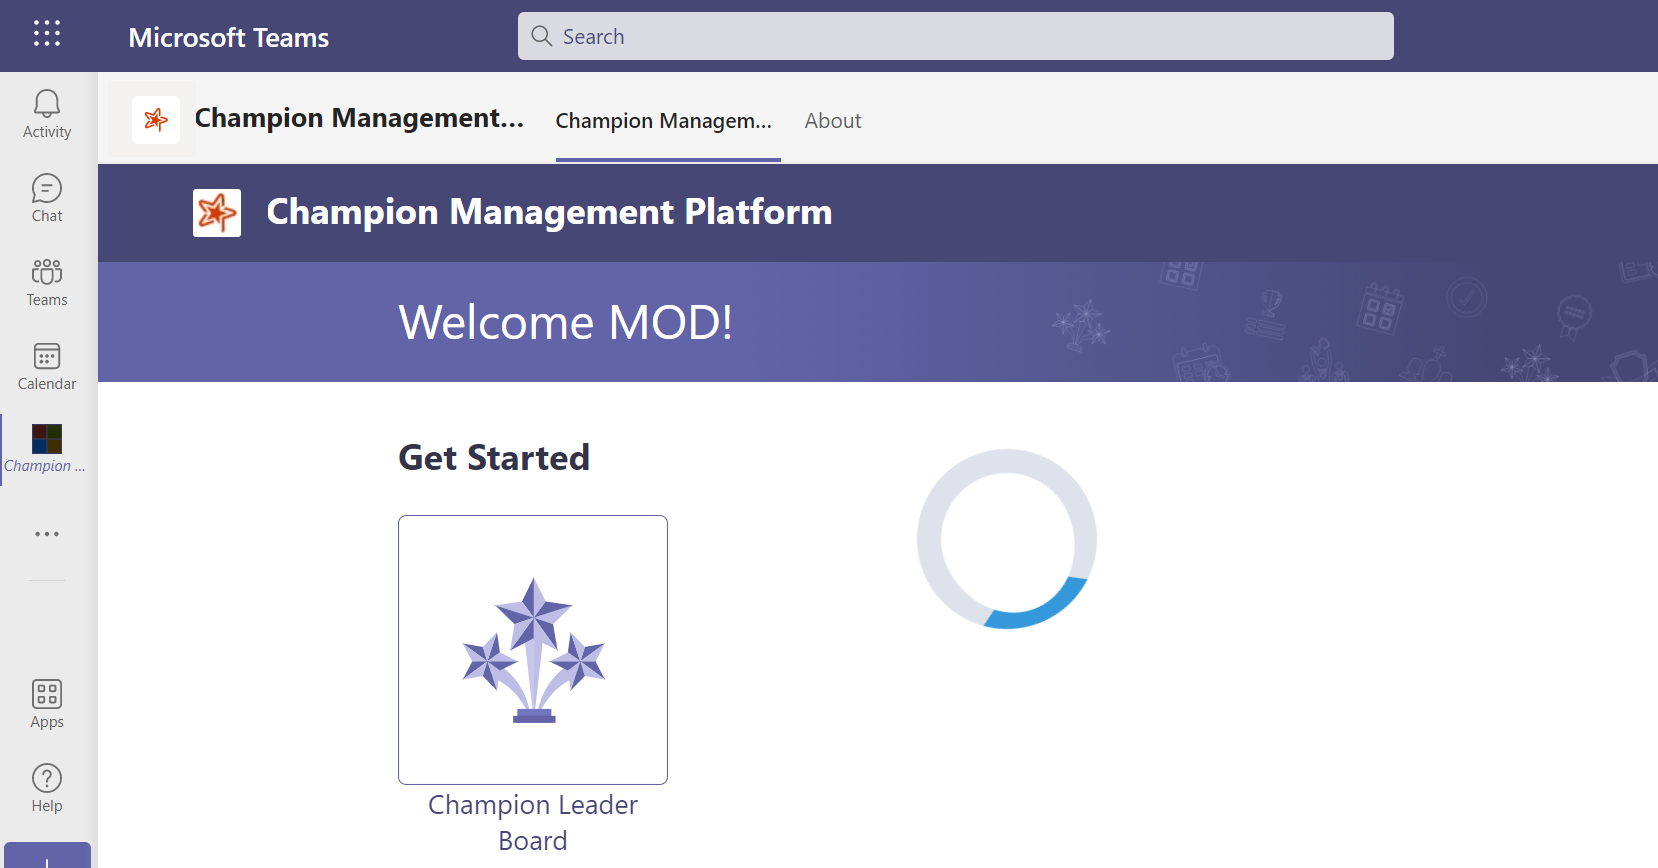 Microsoft Teams
Search
Activity
Chat
Teams
Calendar
Champion ...
Apps
Help
Champion Management...
Champion Managem...
About
Champion Management Platform
Welcome MOD!
Get Started
Champion Leader
Board